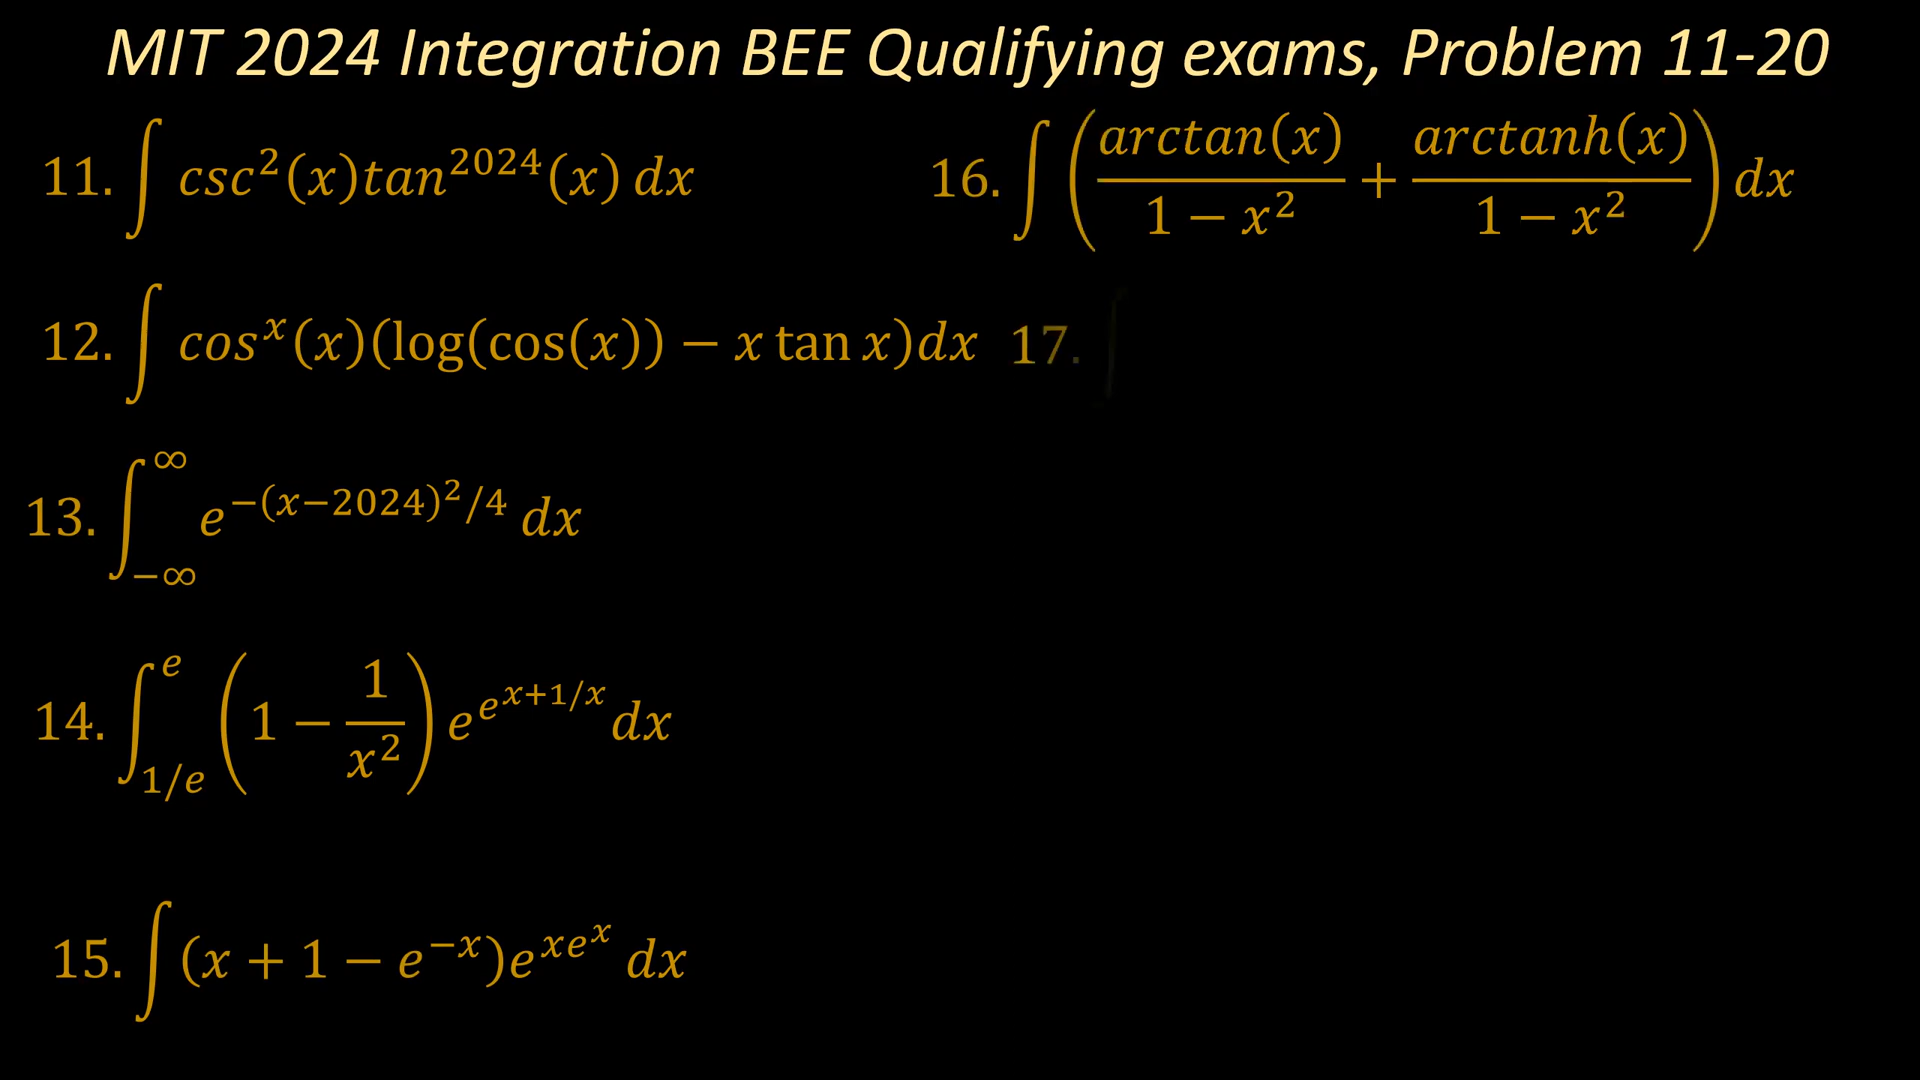 MIT 2024 Integration BEE Qualifying exams, Problem 11-20
11. ∫ csc²(x)tan²⁰²⁴(x) dx
12. ∫ cosˣ(x)(log(cos(x)) − x tan x)dx
13. ∫_{−∞}^{∞} e^{−(x−2024)²/4} dx
14. ∫_{1/e}^{e} (1 − 1/x²) e^{e^{x+1/x}} dx
15. ∫ (x + 1 − e^{−x})e^{xe^{x}} dx
16. ∫ (arctan(x)/(1 − x²) + arctanh(x)/(1 − x²)) dx
17. ∫